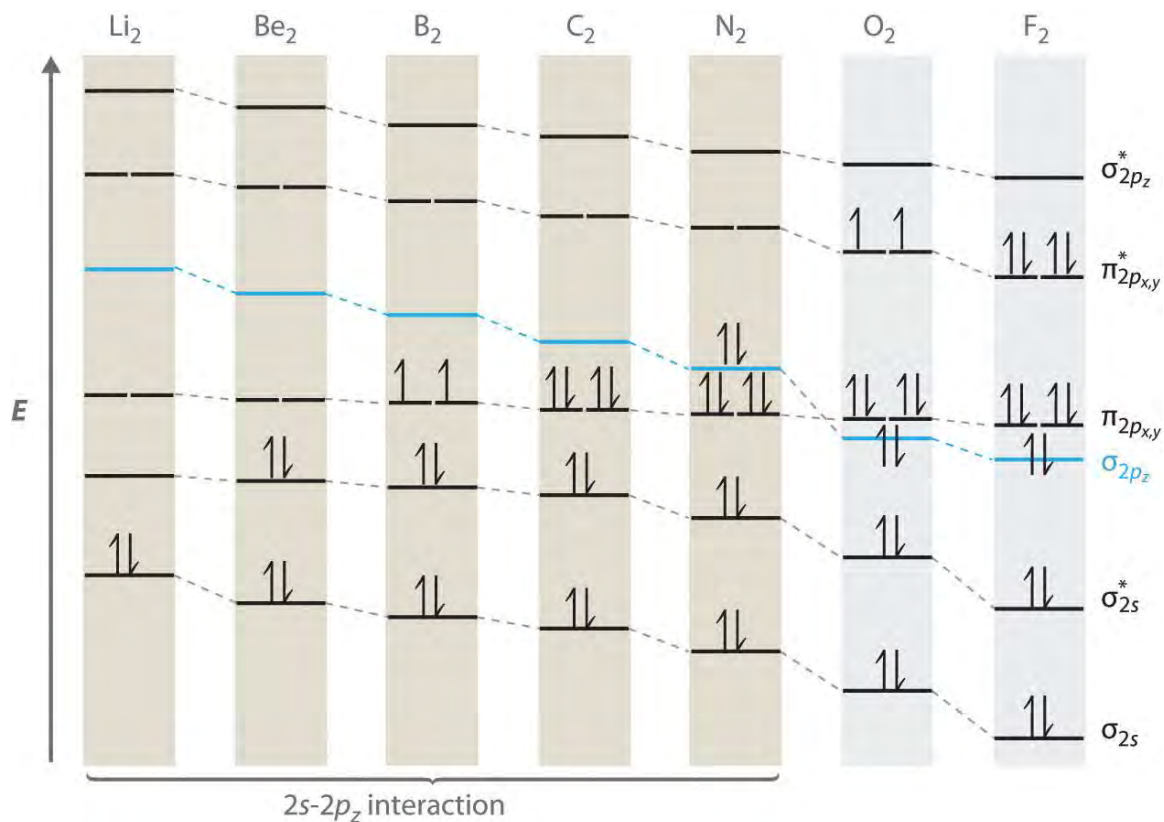 Li₂ Be₂ B₂ C₂ N₂ O₂ F₂
σ*₂pz
π*₂px,y
E
π₂px,y
σ₂pz
σ*₂s
σ₂s
2s-2pz interaction